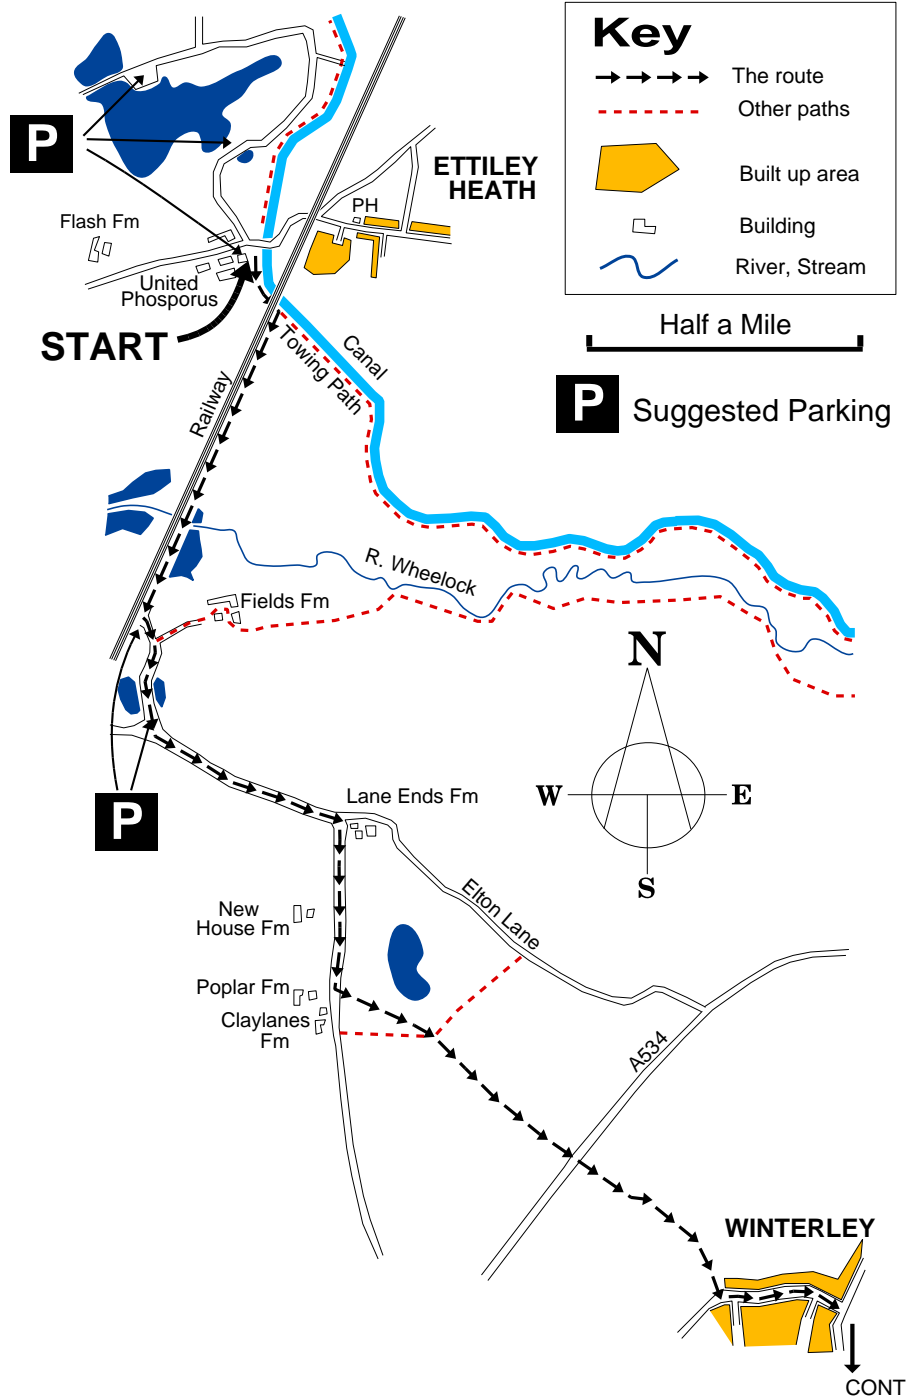 Key
The route
Other paths
Built up area
Building
River, Stream
Half a Mile
P Suggested Parking
P
ETTILEY
HEATH
PH
Flash Fm
United
Phosporus
START
Canal
Towing Path
Railway
R. Wheelock
Fields Fm
N
W E
S
P
Lane Ends Fm
Elton Lane
New
House Fm
Poplar Fm
Claylanes
Fm
A534
WINTERLEY
CONT